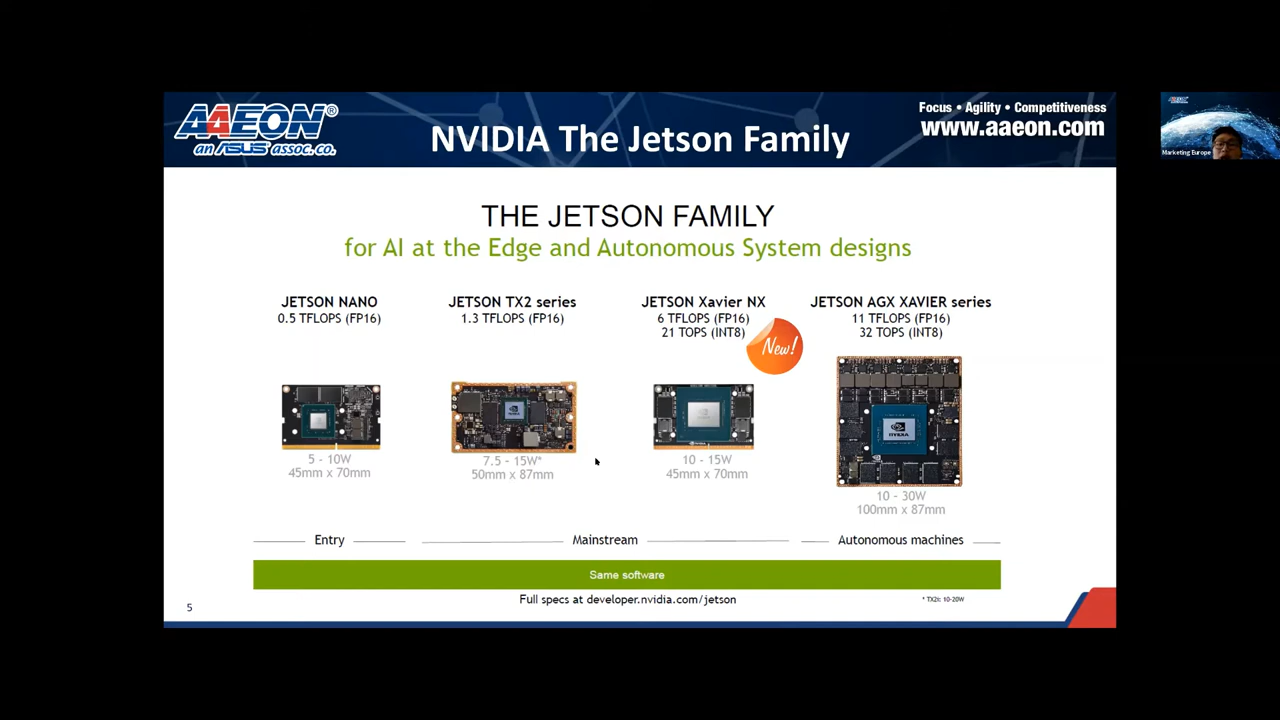 AAEON®
an ASUS assoc. co.
NVIDIA The Jetson Family
Focus • Agility • Competitiveness
www.aaeon.com
Marketing Europe
THE JETSON FAMILY
for AI at the Edge and Autonomous System designs
JETSON NANO
0.5 TFLOPS (FP16)
5 - 10W
45mm x 70mm
JETSON TX2 series
1.3 TFLOPS (FP16)
7.5 - 15W*
50mm x 87mm
JETSON Xavier NX
6 TFLOPS (FP16)
21 TOPS (INT8)
New!
10 - 15W
45mm x 70mm
JETSON AGX XAVIER series
11 TFLOPS (FP16)
32 TOPS (INT8)
NVIDIA
10 - 30W
100mm x 87mm
Entry
Mainstream
Autonomous machines
Same software
Full specs at developer.nvidia.com/jetson
* TX2i: 10-20W
5